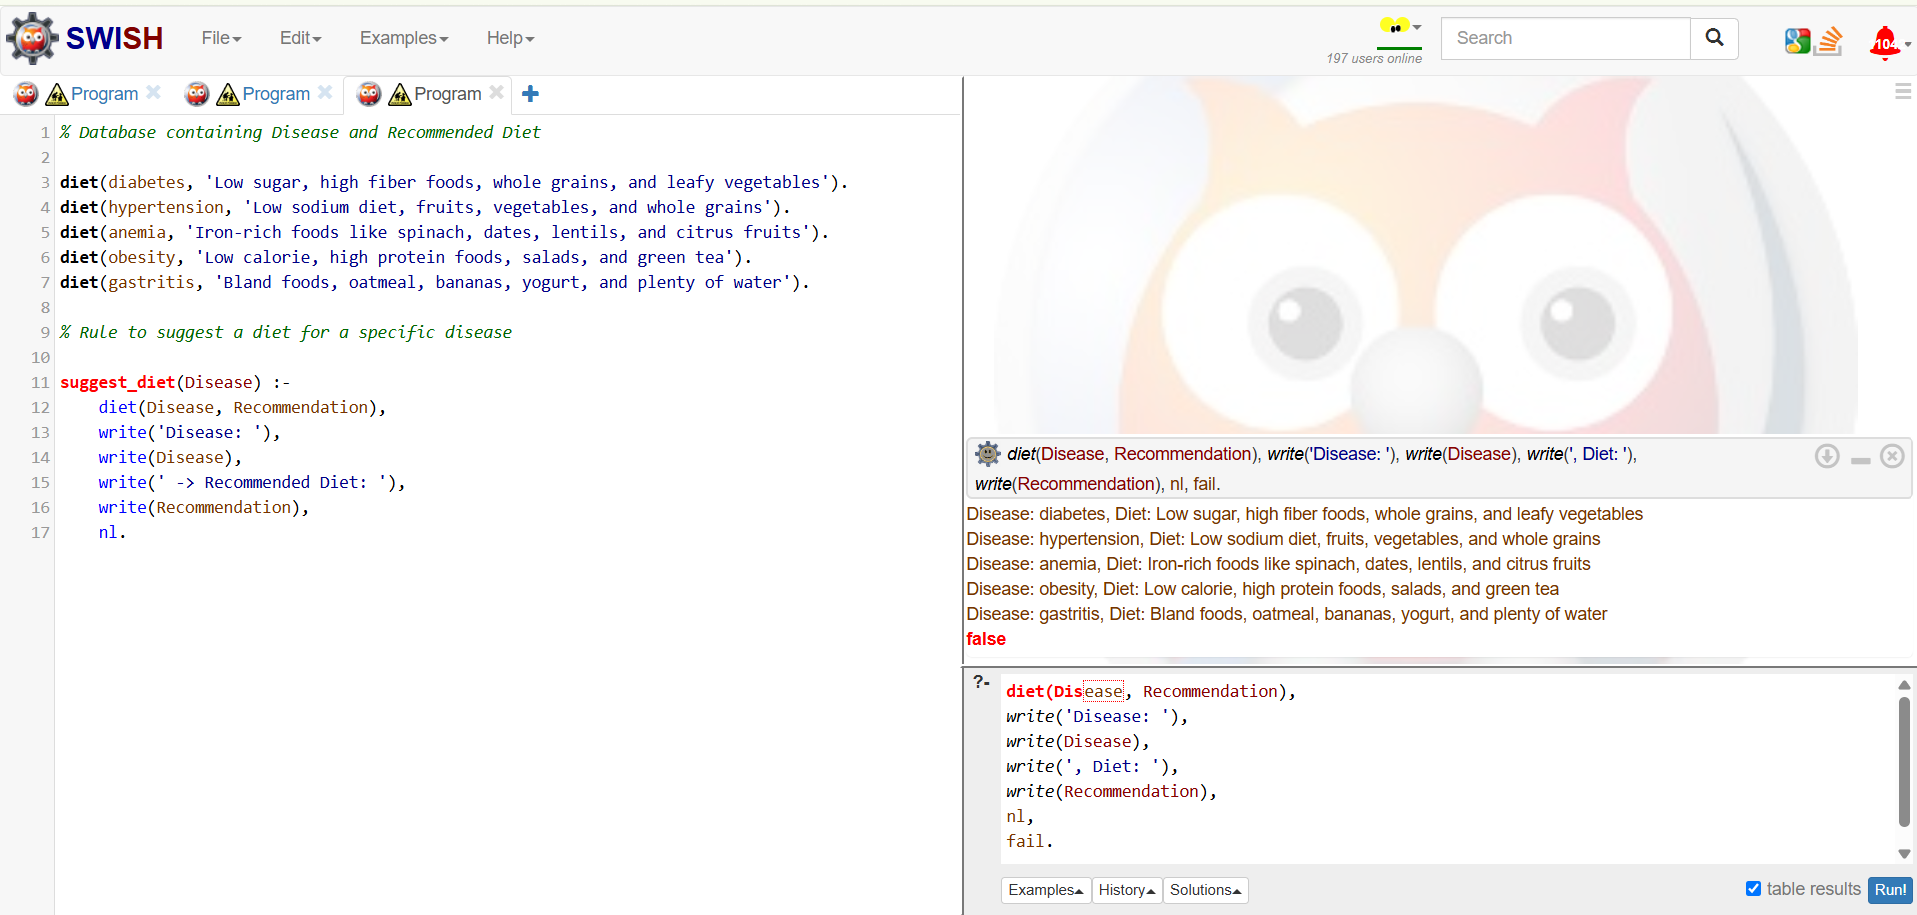 SWISH File Edit Examples Help 197 users online Search 104
Program Program Program
1 % Database containing Disease and Recommended Diet
2
3 diet(diabetes, 'Low sugar, high fiber foods, whole grains, and leafy vegetables').
4 diet(hypertension, 'Low sodium diet, fruits, vegetables, and whole grains').
5 diet(anemia, 'Iron-rich foods like spinach, dates, lentils, and citrus fruits').
6 diet(obesity, 'Low calorie, high protein foods, salads, and green tea').
7 diet(gastritis, 'Bland foods, oatmeal, bananas, yogurt, and plenty of water').
8
9 % Rule to suggest a diet for a specific disease
10
11 suggest_diet(Disease) :-
12 diet(Disease, Recommendation),
13 write('Disease: '),
14 write(Disease),
15 write(' -> Recommended Diet: '),
16 write(Recommendation),
17 nl.
diet(Disease, Recommendation), write('Disease: '), write(Disease), write(', Diet: '),
write(Recommendation), nl, fail.
Disease: diabetes, Diet: Low sugar, high fiber foods, whole grains, and leafy vegetables
Disease: hypertension, Diet: Low sodium diet, fruits, vegetables, and whole grains
Disease: anemia, Diet: Iron-rich foods like spinach, dates, lentils, and citrus fruits
Disease: obesity, Diet: Low calorie, high protein foods, salads, and green tea
Disease: gastritis, Diet: Bland foods, oatmeal, bananas, yogurt, and plenty of water
false
?- diet(Disease, Recommendation),
write('Disease: '),
write(Disease),
write(', Diet: '),
write(Recommendation),
nl,
fail.
Examples History Solutions table results Run!